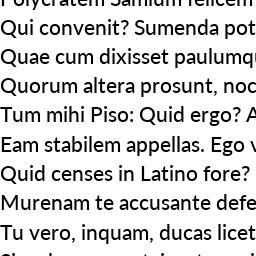 Polycratem Samium felicem
Qui convenit? Sumenda pot
Quae cum dixisset paulumqu
Quorum altera prosunt, noc
Tum mihi Piso: Quid ergo? A
Eam stabilem appellas. Ego v
Quid censes in Latino fore?
Murenam te accusante defe
Tu vero, inquam, ducas licet